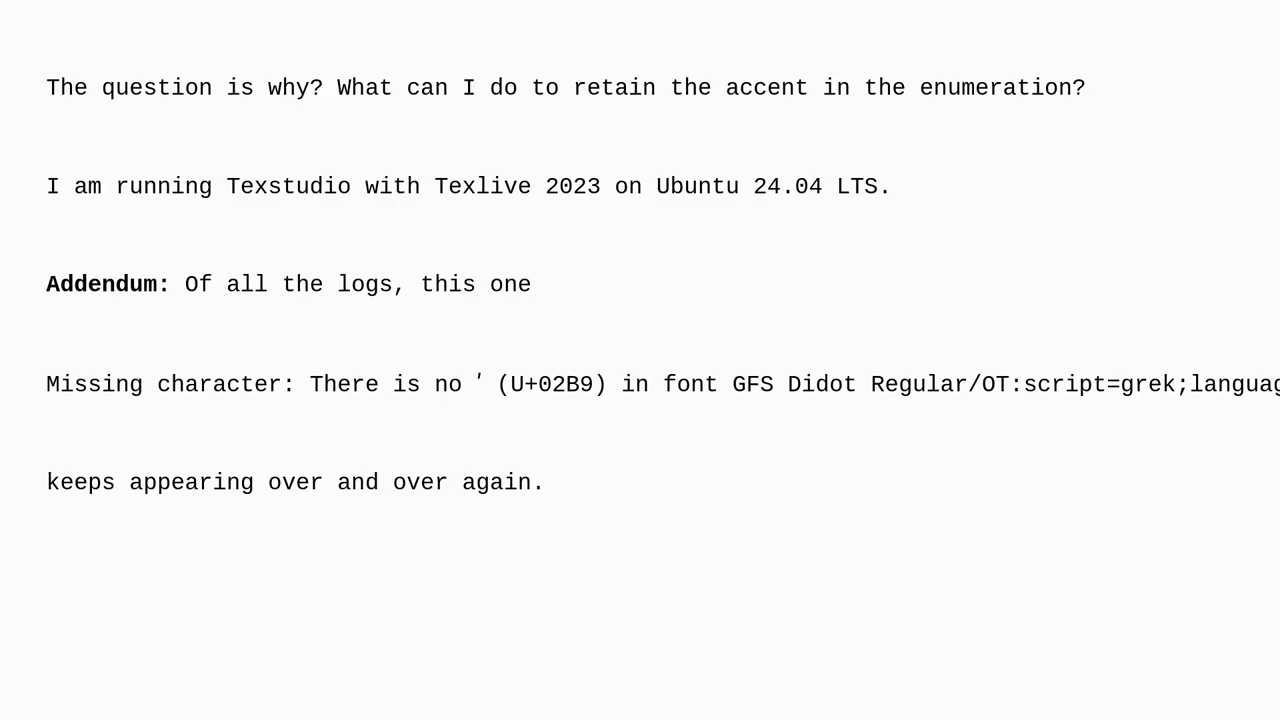 The question is why? What can I do to retain the accent in the enumeration?
I am running Texstudio with Texlive 2023 on Ubuntu 24.04 LTS.
Addendum: Of all the logs, this one
Missing character: There is no ʹ (U+02B9) in font GFS Didot Regular/OT:script=grek;languag
keeps appearing over and over again.